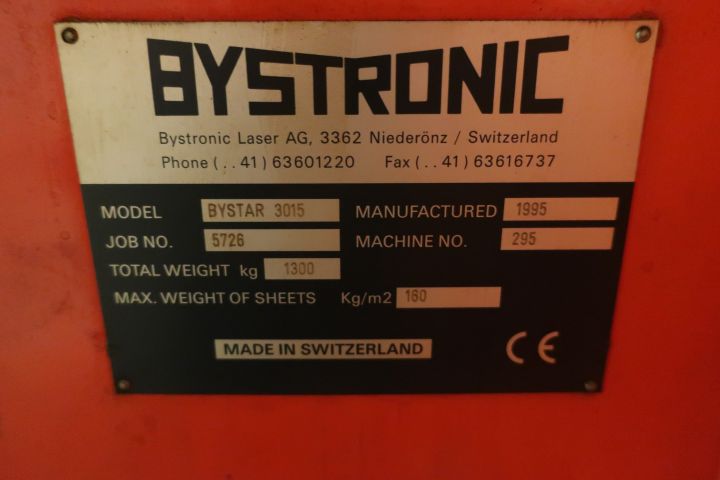 BYSTRONIC
Bystronic Laser AG, 3362 Niederönz / Switzerland
Phone (..41) 63601220 Fax (..41) 63616737
MODEL BYSTAR 3015 MANUFACTURED 1995
JOB NO. 5726 MACHINE NO. 295
TOTAL WEIGHT kg 1300
MAX. WEIGHT OF SHEETS Kg/m2 160
MADE IN SWITZERLAND CE